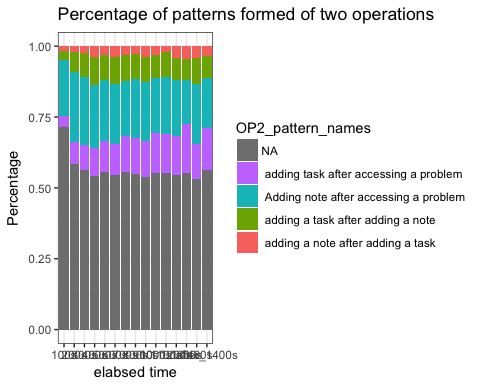 Percentage of patterns formed of two operations
1.00
0.75
0.50
0.25
0.00
Percentage
elabsed time
OP2_pattern_names
NA
adding task after accessing a problem
Adding note after accessing a problem
adding a task after adding a note
adding a note after adding a task